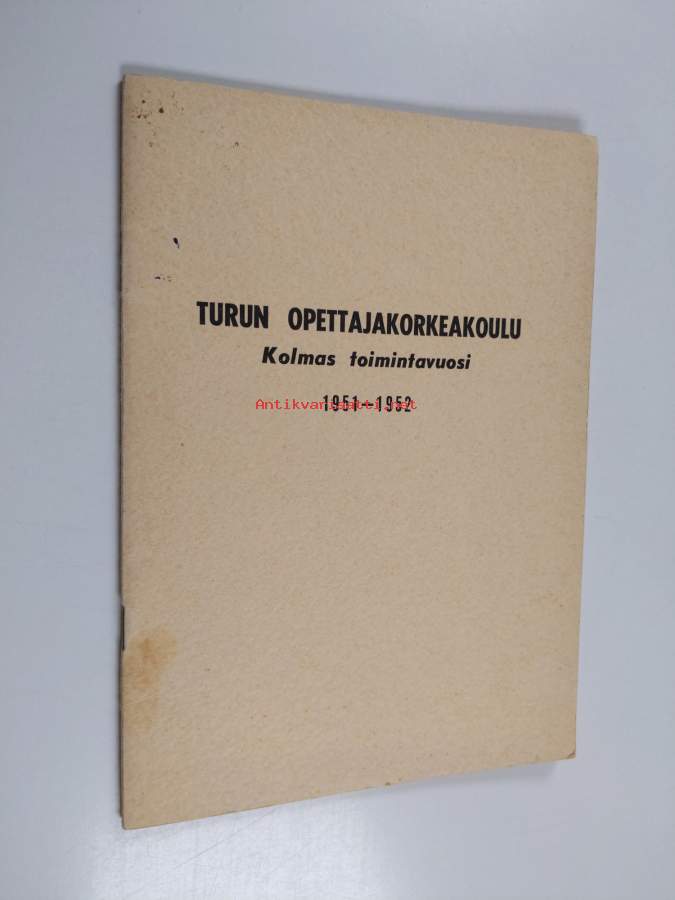 TURUN OPETTAJAKORKEAKOULU
Kolmas toimintavuosi
1951—1952
Antikvariaatti.net